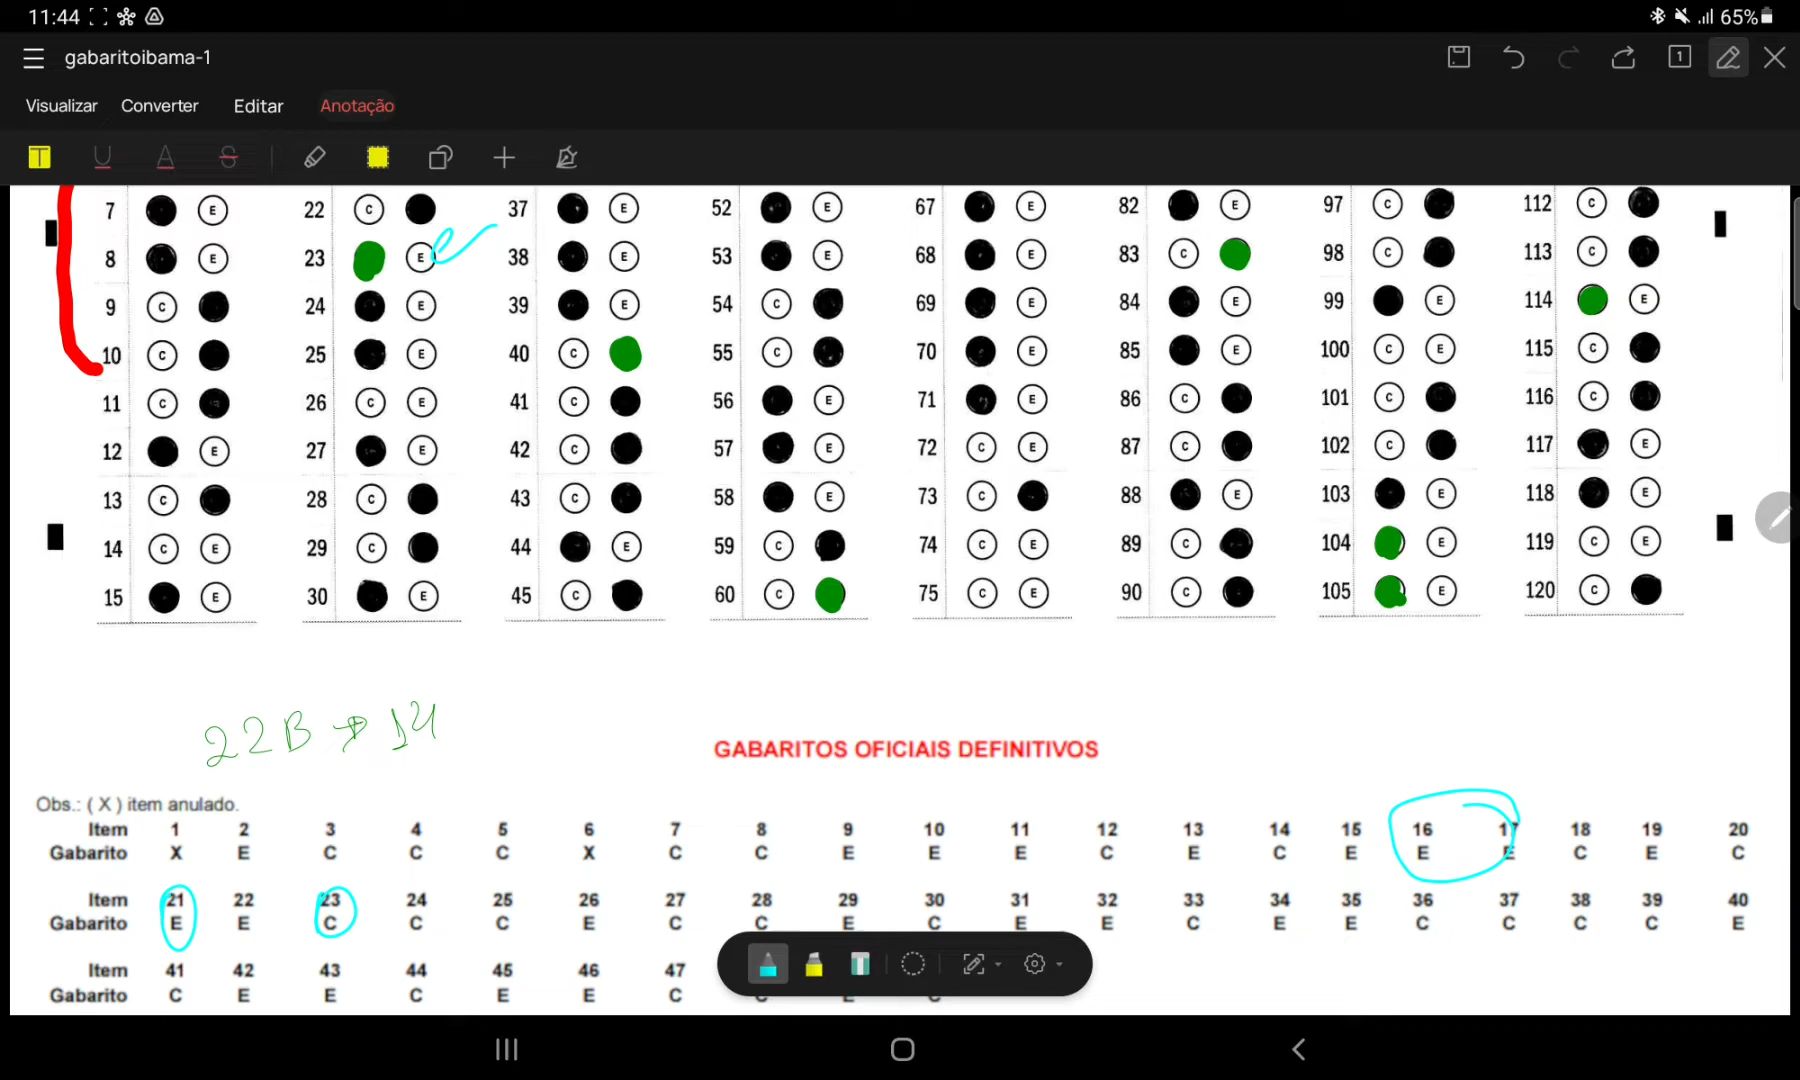 11:44
65%
gabaritoibama-1
1
Visualizar Converter Editar Anotação
T U A S
7 E 22 C 37 E 52 E 67 E 82 E 97 C 112 C
8 E 23 E 38 E 53 E 68 E 83 C 98 C 113 C
9 C 24 E 39 E 54 C 69 E 84 E 99 E 114 E
10 C 25 E 40 C 55 C 70 E 85 E 100 C E 115 C
11 C 26 C E 41 C 56 E 71 E 86 C 101 C 116 C
12 E 27 E 42 C 57 E 72 C E 87 C 102 C 117 E
13 C 28 C 43 C 58 E 73 C 88 E 103 E 118 E
14 C E 29 C 44 E 59 C 74 C E 89 C 104 E 119 C E
15 E 30 E 45 C 60 C 75 C E 90 C 105 E 120 C
22B → 14
GABARITOS OFICIAIS DEFINITIVOS
Obs.: ( X ) item anulado.
Item 1 2 3 4 5 6 7 8 9 10 11 12 13 14 15 16 17 18 19 20
Gabarito X E C C C X C C E E E C E C E E E C E C
Item 21 22 23 24 25 26 27 28 29 30 31 32 33 34 35 36 37 38 39 40
Gabarito E E C C C E C C E C E E C E E C C C C E
Item 41 42 43 44 45 46 47
Gabarito C E E C E E C